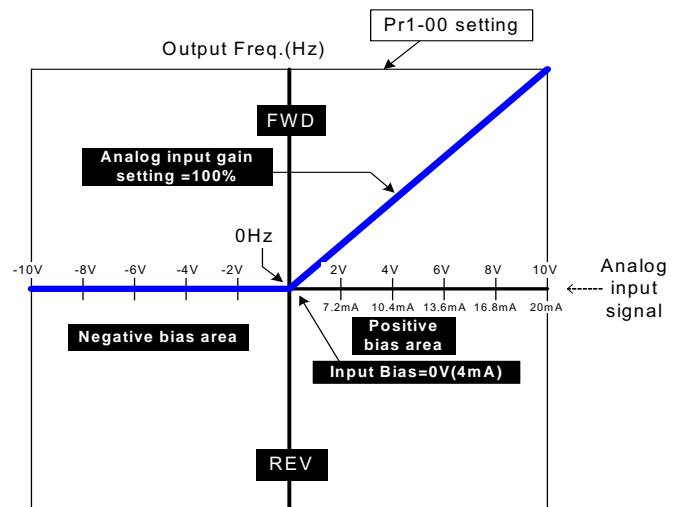 Pr1-00 setting
Output Freq.(Hz)
FWD
Analog input gain
setting =100%
0Hz
-10V -8V -6V -4V -2V 2V 4V 6V 8V 10V
Analog
input
signal
7.2mA 10.4mA 13.6mA 16.8mA 20mA
Negative bias area
Positive
bias area
Input Bias=0V(4mA)
REV